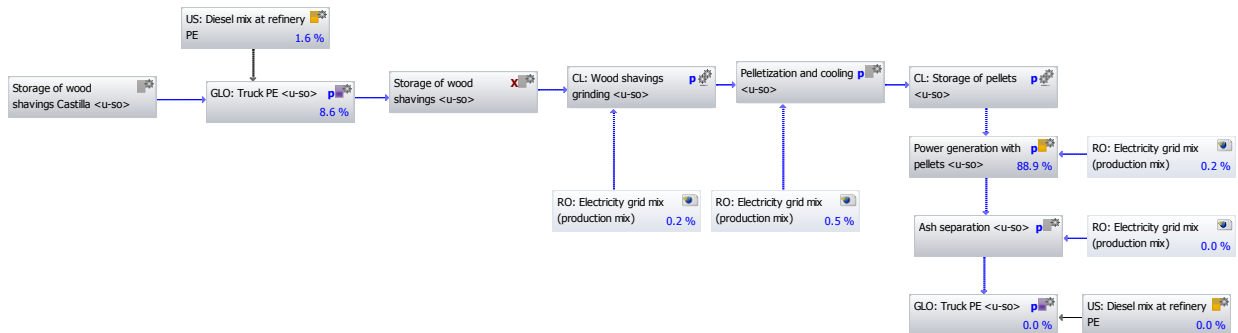 US: Diesel mix at refinery
PE
1.6 %
Storage of wood
shavings Castilla <u-so>
GLO: Truck PE <u-so>
p
8.6 %
Storage of wood
shavings <u-so>
X
CL: Wood shavings
grinding <u-so>
p
Pelletization and cooling
<u-so>
p
CL: Storage of pellets
<u-so>
p
Power generation with
pellets <u-so>
p
88.9 %
RO: Electricity grid mix
(production mix)
0.2 %
RO: Electricity grid mix
(production mix)
0.2 %
RO: Electricity grid mix
(production mix)
0.5 %
Ash separation <u-so>
p
RO: Electricity grid mix
(production mix)
0.0 %
GLO: Truck PE <u-so>
p
0.0 %
US: Diesel mix at refinery
PE
0.0 %